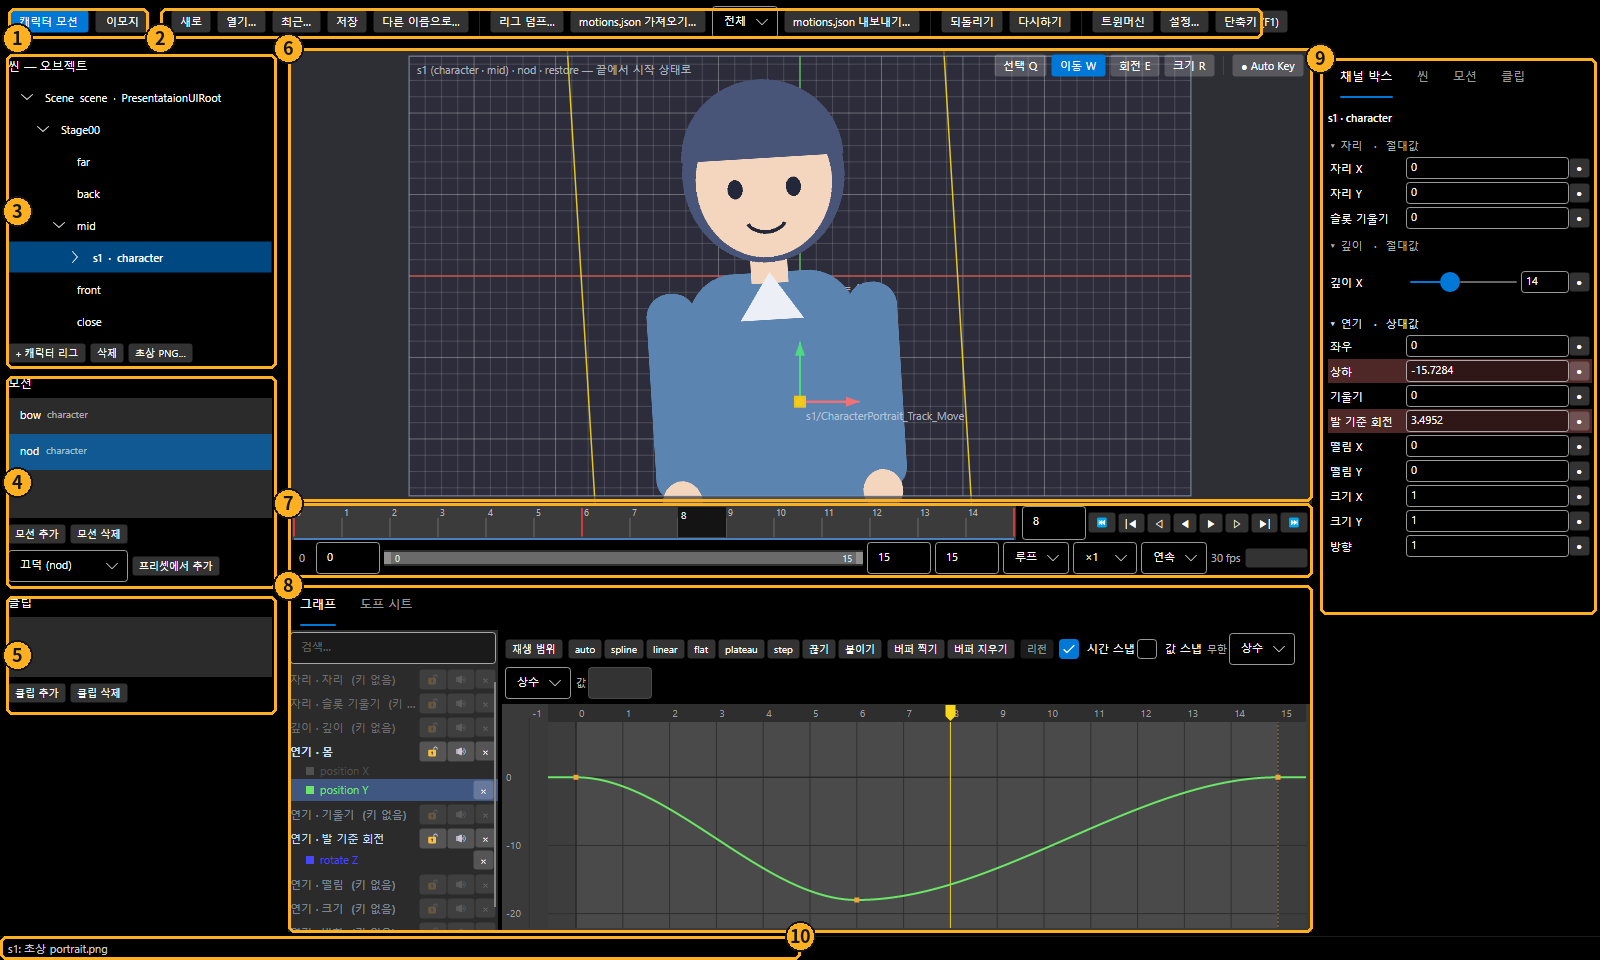 캐릭터 모션 이모지 새로 열기... 최근... 저장 다른 이름으로... 리그 덤프... motions.json 가져오기... 전체 motions.json 내보내기... 되돌리기 다시하기 트윈머신 설정... 단축키 (F1)
1 2 6 9
씬 — 오브젝트
Scene scene · PresentataionUIRoot
Stage00
far
back
3
mid
s1 · character
front
close
+ 캐릭터 리그 삭제 초상 PNG...
모션
bow character
nod character
4
모션 추가 모션 삭제
끄덕 (nod) 프리셋에서 추가
클립
5
클립 추가 클립 삭제
s1 (character · mid) · nod · restore — 끝에서 시작 상태로
선택 Q 이동 W 회전 E 크기 R ● Auto Key
s1/CharacterPortrait_Track_Move
7
1 2 3 4 5 6 7 8 9 10 11 12 13 14
8
0 0 0 15 15 15 루프 ×1 연속 30 fps
8
그래프 도프 시트
검색...
재생 범위 auto spline linear flat plateau step 끊기 붙이기 버퍼 찍기 버퍼 지우기 리전 시간 스냅 값 스냅 무한 상수
상수 값
자리 · 자리 (키 없음) ×
자리 · 슬롯 기울기 (키 ... ×
깊이 · 깊이 (키 없음) ×
연기 · 몸 ×
position X
position Y ×
연기 · 기울기 (키 없음) ×
연기 · 발 기준 회전 ×
rotate Z ×
연기 · 떨림 (키 없음) ×
연기 · 크기 (키 없음) ×
-1 0 1 2 3 4 5 6 7 8 9 10 11 12 13 14 15
0
-10
-20
채널 박스 씬 모션 클립
s1 · character
▾ 자리 · 절대값
자리 X 0
자리 Y 0
슬롯 기울기 0
▾ 깊이 · 절대값
깊이 X 14
▾ 연기 · 상대값
좌우 0
상하 -15.7284
기울기 0
발 기준 회전 3.4952
떨림 X 0
떨림 Y 0
크기 X 1
크기 Y 1
방향 1
10
s1: 초상 portrait.png